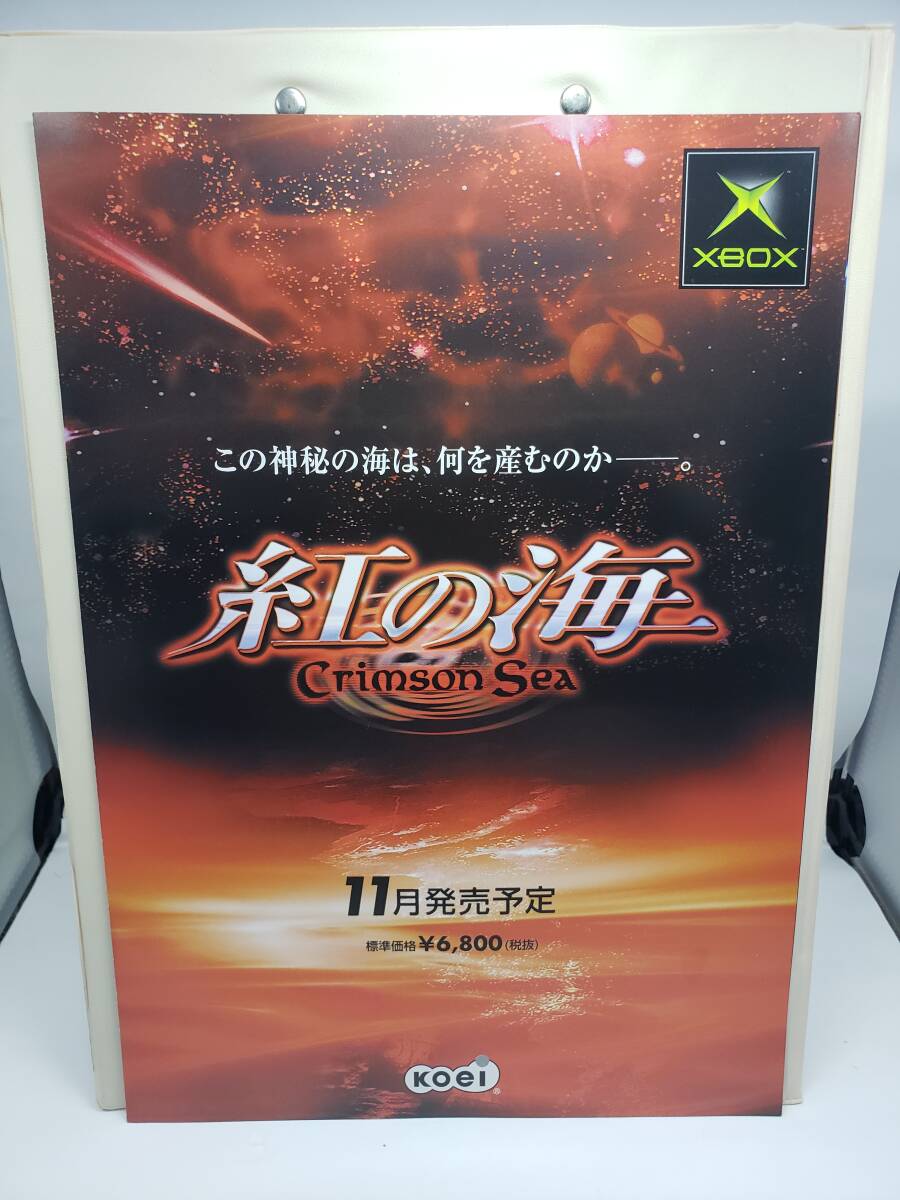 XBOX
この神秘の海は、何を産むのか――。
紅の海
Crimson Sea
11月発売予定
標準価格 ¥6,800(税抜)
KOEI®